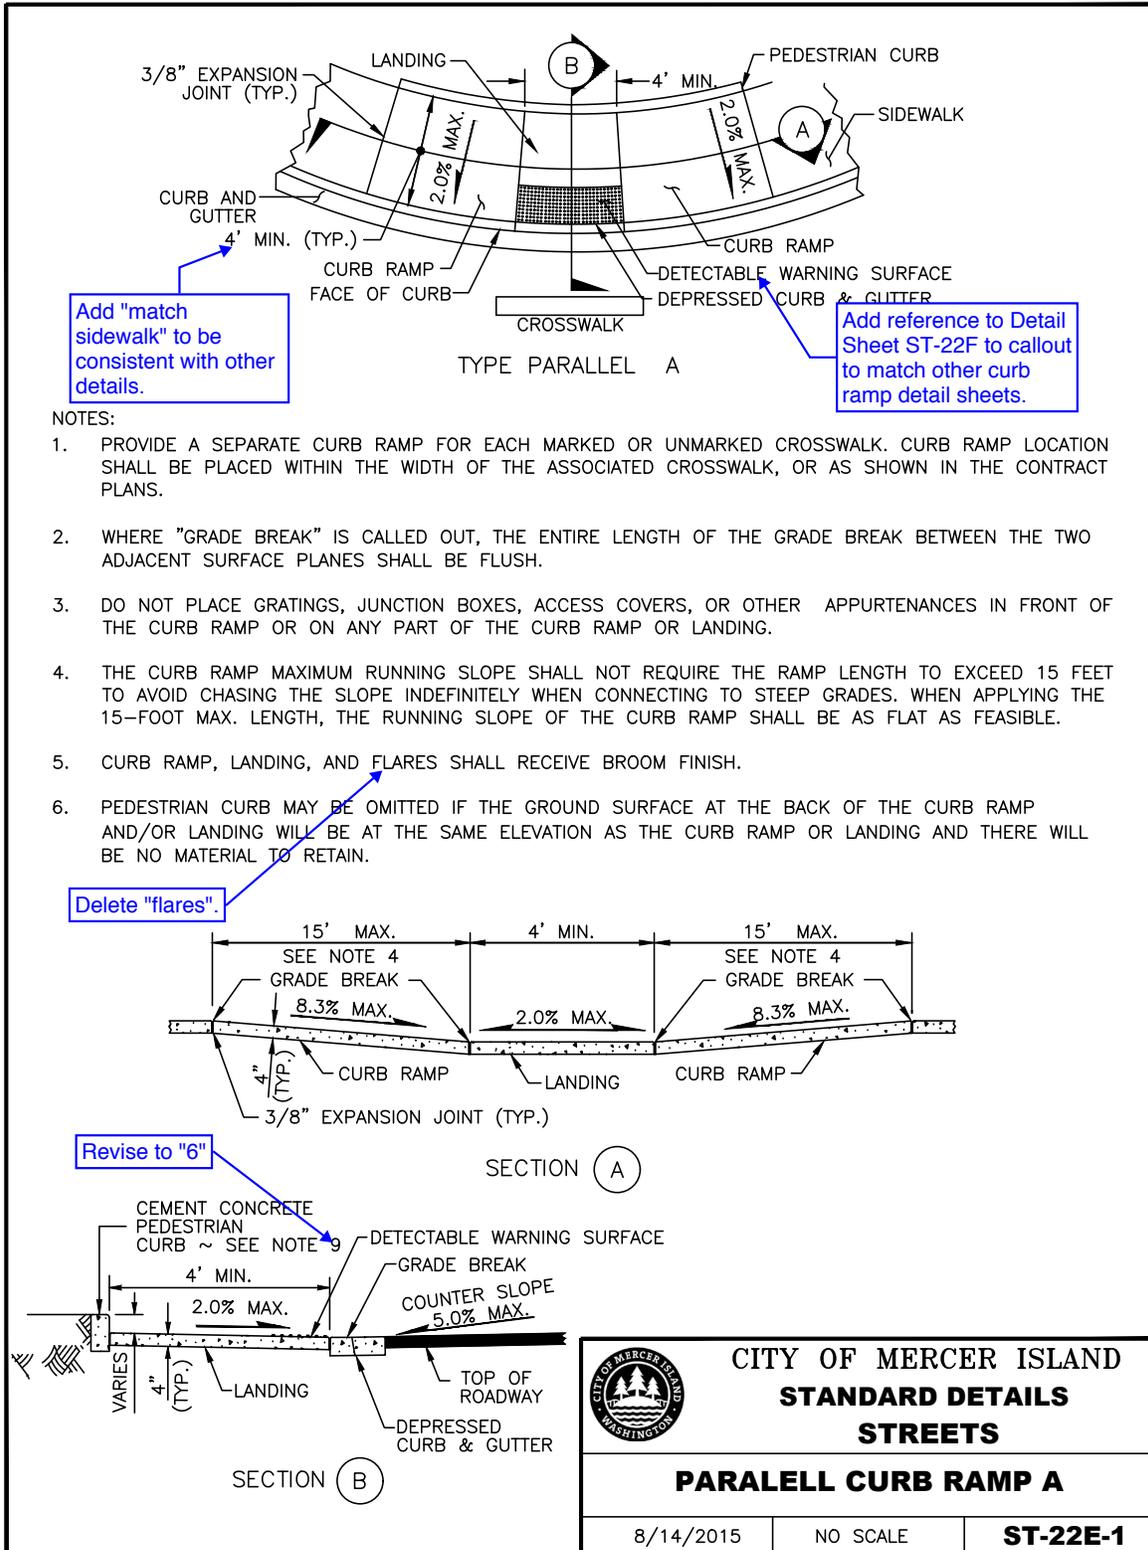 LANDING
B
4' MIN.
PEDESTRIAN CURB
3/8" EXPANSION
JOINT (TYP.)
2.0% MAX.
2.0% MAX.
A
SIDEWALK
CURB AND
GUTTER
4' MIN. (TYP.)
CURB RAMP
FACE OF CURB
CURB RAMP
DETECTABLE WARNING SURFACE
DEPRESSED CURB & GUTTER
CROSSWALK
TYPE PARALLEL A
Add "match
sidewalk" to be
consistent with other
details.
Add reference to Detail
Sheet ST-22F to callout
to match other curb
ramp detail sheets.
NOTES:
1. PROVIDE A SEPARATE CURB RAMP FOR EACH MARKED OR UNMARKED CROSSWALK. CURB RAMP LOCATION
SHALL BE PLACED WITHIN THE WIDTH OF THE ASSOCIATED CROSSWALK, OR AS SHOWN IN THE CONTRACT
PLANS.
2. WHERE "GRADE BREAK" IS CALLED OUT, THE ENTIRE LENGTH OF THE GRADE BREAK BETWEEN THE TWO
ADJACENT SURFACE PLANES SHALL BE FLUSH.
3. DO NOT PLACE GRATINGS, JUNCTION BOXES, ACCESS COVERS, OR OTHER APPURTENANCES IN FRONT OF
THE CURB RAMP OR ON ANY PART OF THE CURB RAMP OR LANDING.
4. THE CURB RAMP MAXIMUM RUNNING SLOPE SHALL NOT REQUIRE THE RAMP LENGTH TO EXCEED 15 FEET
TO AVOID CHASING THE SLOPE INDEFINITELY WHEN CONNECTING TO STEEP GRADES. WHEN APPLYING THE
15-FOOT MAX. LENGTH, THE RUNNING SLOPE OF THE CURB RAMP SHALL BE AS FLAT AS FEASIBLE.
5. CURB RAMP, LANDING, AND FLARES SHALL RECEIVE BROOM FINISH.
6. PEDESTRIAN CURB MAY BE OMITTED IF THE GROUND SURFACE AT THE BACK OF THE CURB RAMP
AND/OR LANDING WILL BE AT THE SAME ELEVATION AS THE CURB RAMP OR LANDING AND THERE WILL
BE NO MATERIAL TO RETAIN.
Delete "flares".
15' MAX.
SEE NOTE 4
4' MIN.
15' MAX.
SEE NOTE 4
GRADE BREAK
GRADE BREAK
8.3% MAX.
2.0% MAX.
8.3% MAX.
4"
(TYP.)
CURB RAMP
LANDING
CURB RAMP
3/8" EXPANSION JOINT (TYP.)
SECTION A
Revise to "6"
CEMENT CONCRETE
PEDESTRIAN
CURB ~ SEE NOTE 9
DETECTABLE WARNING SURFACE
GRADE BREAK
4' MIN.
2.0% MAX.
COUNTER SLOPE
5.0% MAX.
VARIES
4"
(TYP.)
LANDING
TOP OF
ROADWAY
DEPRESSED
CURB & GUTTER
SECTION B
CITY OF MERCER ISLAND
WASHINGTON
CITY OF MERCER ISLAND
STANDARD DETAILS
STREETS
PARALELL CURB RAMP A
8/14/2015
NO SCALE
ST-22E-1